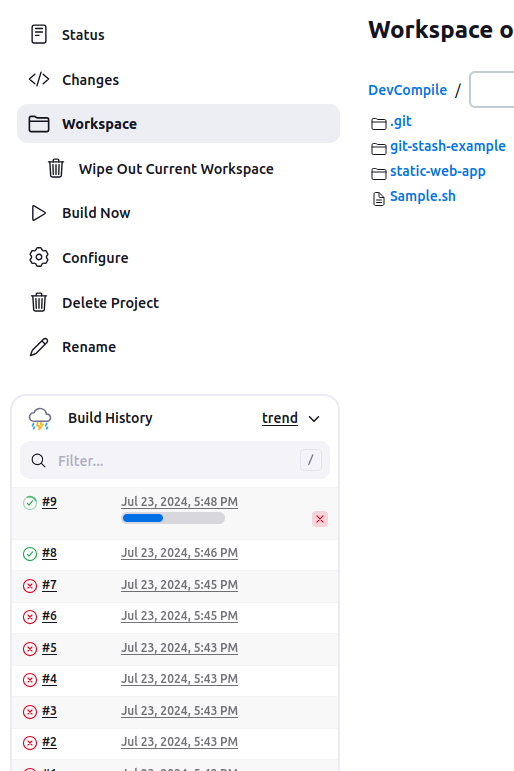 Status
Changes
Workspace
Wipe Out Current Workspace
Build Now
Configure
Delete Project
Rename
Build History
trend
Filter...
/
#9
Jul 23, 2024, 5:48 PM
#8
Jul 23, 2024, 5:46 PM
#7
Jul 23, 2024, 5:45 PM
#6
Jul 23, 2024, 5:45 PM
#5
Jul 23, 2024, 5:43 PM
#4
Jul 23, 2024, 5:43 PM
#3
Jul 23, 2024, 5:43 PM
#2
Jul 23, 2024, 5:43 PM
Workspace o
DevCompile /
.git
git-stash-example
static-web-app
Sample.sh